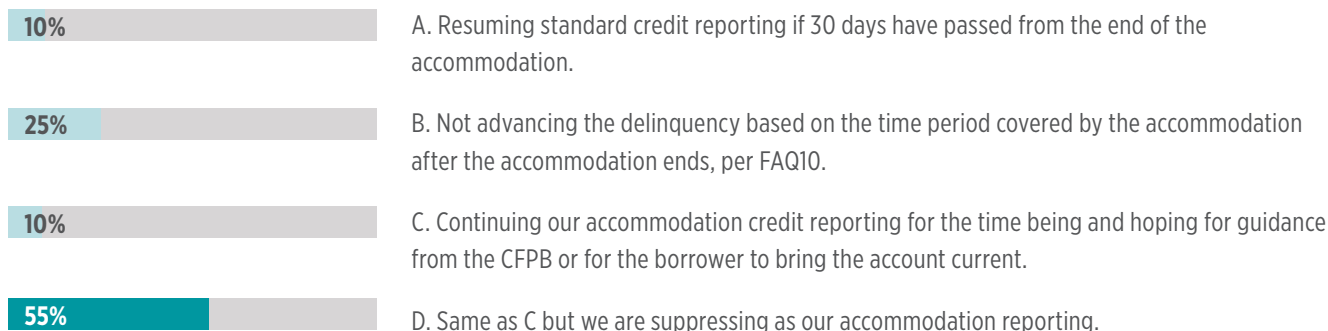 10%
A. Resuming standard credit reporting if 30 days have passed from the end of the
accommodation.
25%
B. Not advancing the delinquency based on the time period covered by the accommodation
after the accommodation ends, per FAQ10.
10%
C. Continuing our accommodation credit reporting for the time being and hoping for guidance
from the CFPB or for the borrower to bring the account current.
55%
D. Same as C but we are suppressing as our accommodation reporting.